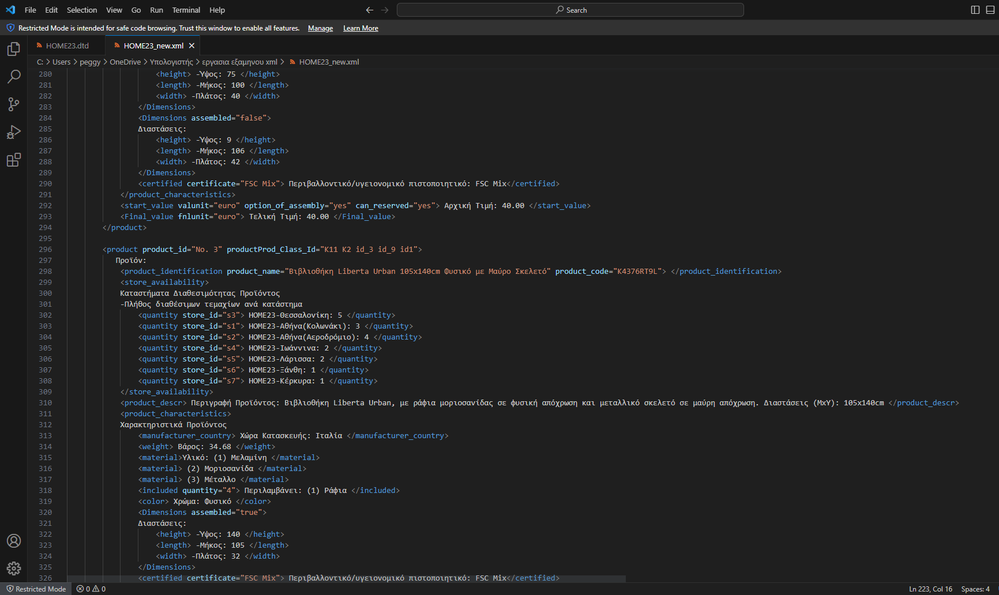 File Edit Selection View Go Run Terminal Help
Search
Restricted Mode is intended for safe code browsing. Trust this window to enable all features. Manage Learn More
HOME23.dtd HOME23_new.xml
C: > Users > peggy > OneDrive > Υπολογιστής > εργασια εξαμηνου xml > HOME23_new.xml
280 <height> -Ύψος: 75 </height>
281 <length> -Μήκος: 100 </length>
282 <width> -Πλάτος: 40 </width>
283 </Dimensions>
284 <Dimensions assembled="false">
285 Διαστάσεις:
286 <height> -Ύψος: 9 </height>
287 <length> -Μήκος: 106 </length>
288 <width> -Πλάτος: 42 </width>
289 </Dimensions>
290 <certified certificate="FSC Mix"> Περιβαλλοντικό/υγειονομικό πιστοποιητικό: FSC Mix</certified>
291 </product_characteristics>
292 <start_value valunit="euro" option_of_assembly="yes" can_reserved="yes"> Αρχική Τιμή: 40.00 </start_value>
293 <Final_value fnlunit="euro"> Τελική Τιμή: 40.00 </Final_value>
294 </product>
295
296 <product product_id="No. 3" productProd_Class_Id="K11 K2 id_3 id_9 id1">
297 Προϊόν:
298 <product_identification product_name="Βιβλιοθήκη Liberta Urban 105x140cm Φυσικό με Μαύρο Σκελετό" product_code="K4376RT9L"> </product_identification>
299 <store_availability>
300 Καταστήματα Διαθεσιμότητας Προϊόντος
301 -Πλήθος διαθέσιμων τεμαχίων ανά κατάστημα
302 <quantity store_id="s3"> HOME23-Θεσσαλονίκη: 5 </quantity>
303 <quantity store_id="s1"> HOME23-Αθήνα(Κολωνάκι): 3 </quantity>
304 <quantity store_id="s2"> HOME23-Αθήνα(Αεροδρόμιο): 4 </quantity>
305 <quantity store_id="s4"> HOME23-Ιωάννινα: 2 </quantity>
306 <quantity store_id="s5"> HOME23-Λάρισσα: 2 </quantity>
307 <quantity store_id="s6"> HOME23-Ξάνθη: 1 </quantity>
308 <quantity store_id="s7"> HOME23-Κέρκυρα: 1 </quantity>
309 </store_availability>
310 <product_descr> Περιγραφή Προϊόντος: Βιβλιοθήκη Liberta Urban, με ράφια μοριοσανίδας σε φυσική απόχρωση και μεταλλικό σκελετό σε μαύρη απόχρωση. Διαστάσεις (ΜxΥ): 105x140cm </product_descr>
311 <product_characteristics>
312 Χαρακτηριστικά Προϊόντος
313 <manufacturer_country> Χώρα Κατασκευής: Ιταλία </manufacturer_country>
314 <weight> Βάρος: 34.68 </weight>
315 <material>Υλικό: (1) Μελαμίνη </material>
316 <material> (2) Μοριοσανίδα </material>
317 <material> (3) Μέταλλο </material>
318 <included quantity="4"> Περιλαμβάνει: (1) Ράφια </included>
319 <color> Χρώμα: Φυσικό </color>
320 <Dimensions assembled="true">
321 Διαστάσεις:
322 <height> -Ύψος: 140 </height>
323 <length> -Μήκος: 105 </length>
324 <width> -Πλάτος: 32 </width>
325 </Dimensions>
326 <certified certificate="FSC Mix"> Περιβαλλοντικό/υγειονομικό πιστοποιητικό: FSC Mix</certified>
Restricted Mode 0 0 Ln 223, Col 16 Spaces: 4